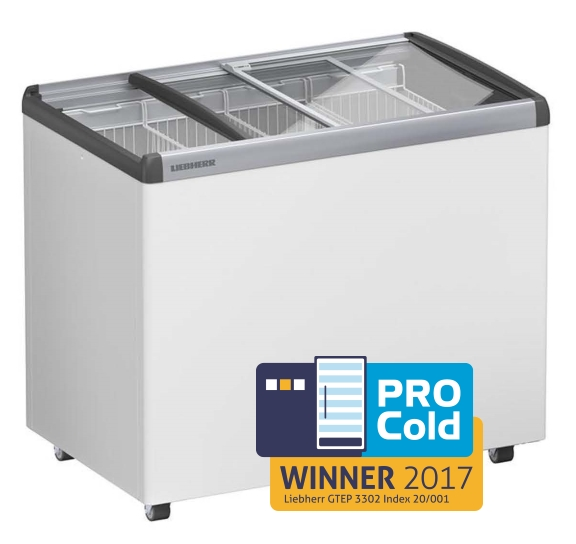 LIEBHERR
PRO
Cold
WINNER 2017
Liebherr GTEP 3302 Index 20/001